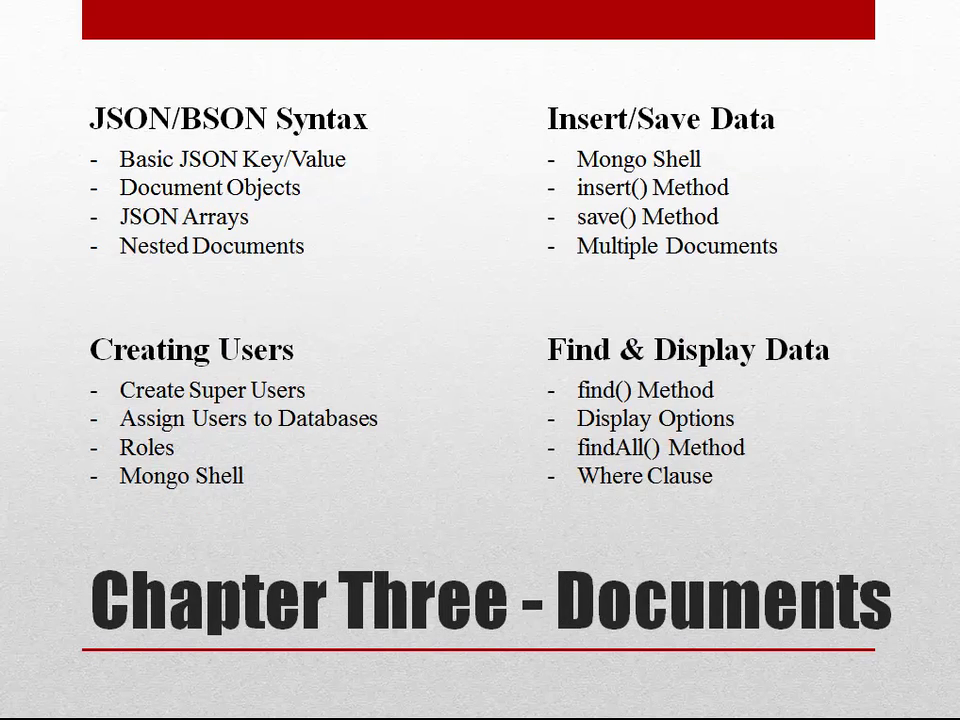 JSON/BSON Syntax
- Basic JSON Key/Value
- Document Objects
- JSON Arrays
- Nested Documents
Insert/Save Data
- Mongo Shell
- insert() Method
- save() Method
- Multiple Documents
Creating Users
- Create Super Users
- Assign Users to Databases
- Roles
- Mongo Shell
Find & Display Data
- find() Method
- Display Options
- findAll() Method
- Where Clause
Chapter Three - Documents